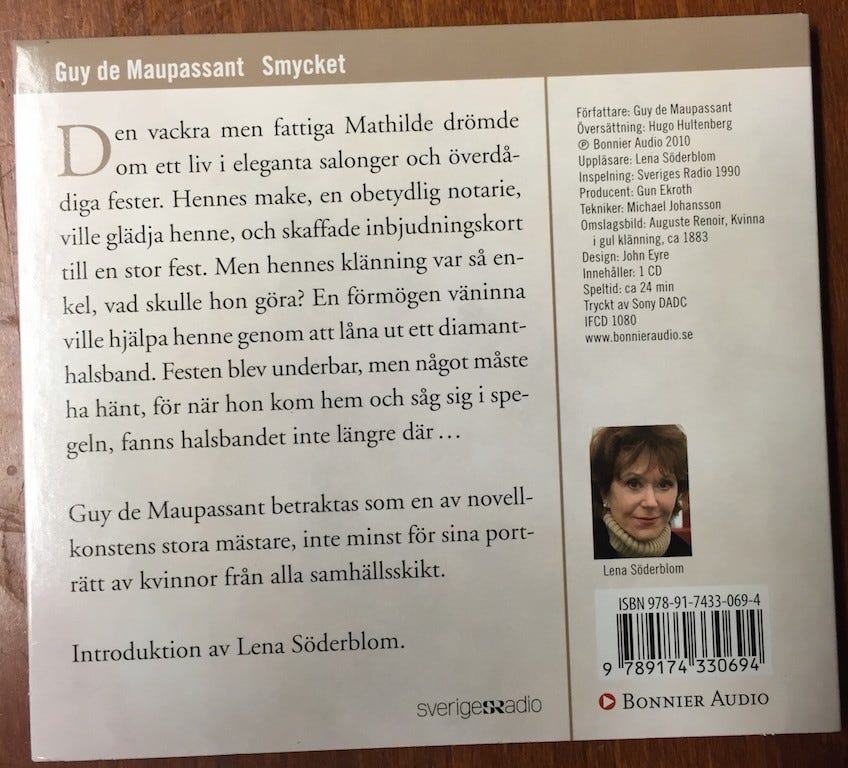 Guy de Maupassant Smycket
Den vackra men fattiga Mathilde drömde
om ett liv i eleganta salonger och överdå-
diga fester. Hennes make, en obetydlig notarie,
ville glädja henne, och skaffade inbjudningskort
till en stor fest. Men hennes klänning var så en-
kel, vad skulle hon göra? En förmögen väninna
ville hjälpa henne genom att låna ut ett diamant-
halsband. Festen blev underbar, men något måste
ha hänt, för när hon kom hem och såg sig i spe-
geln, fanns halsbandet inte längre där ...
Guy de Maupassant betraktas som en av novell-
konstens stora mästare, inte minst för sina port-
rätt av kvinnor från alla samhällsskikt.
Introduktion av Lena Söderblom.
sverigesRadio
Författare: Guy de Maupassant
Översättning: Hugo Hultenberg
℗ Bonnier Audio 2010
Uppläsare: Lena Söderblom
Inspelning: Sveriges Radio 1990
Producent: Gun Ekroth
Tekniker: Michael Johansson
Omslagsbild: Auguste Renoir, Kvinna
i gul klänning, ca 1883
Design: John Eyre
Innehåller: 1 CD
Speltid: ca 24 min
Tryckt av Sony DADC
IFCD 1080
www.bonnieraudio.se
Lena Söderblom
ISBN 978-91-7433-069-4
9 789174 330694
BONNIER AUDIO